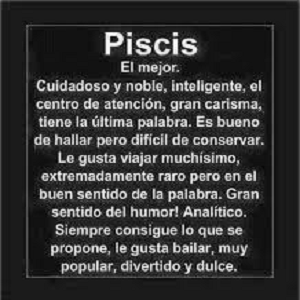 Piscis
El mejor.
Cuidadoso y noble, inteligente, el
centro de atención, gran carisma,
tiene la última palabra. Es bueno
de hallar pero difícil de conservar.
Le gusta viajar muchísimo,
extremadamente raro pero en el
buen sentido de la palabra. Gran
sentido del humor! Analítico.
Siempre consigue lo que se
propone, le gusta bailar, muy
popular, divertido y dulce.